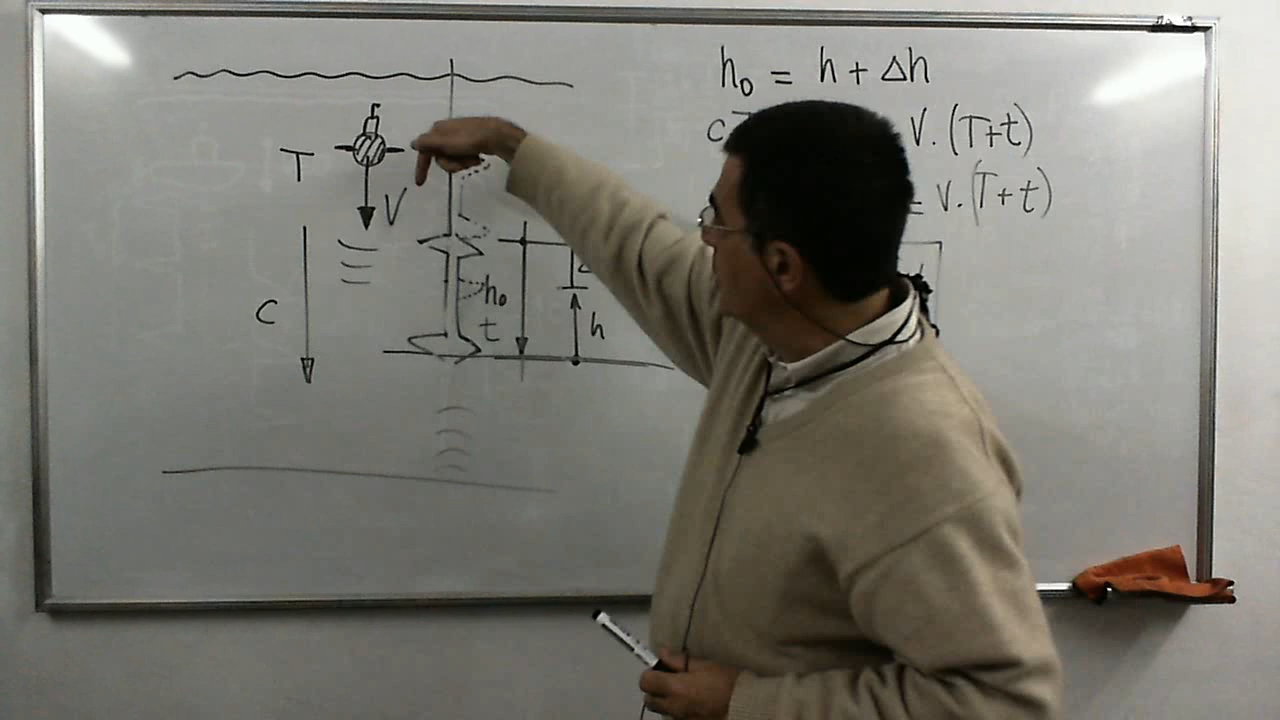 h₀ = h + Δh
V.(T+t)
= V.(T+t)
T
V
c
h₀
t
h